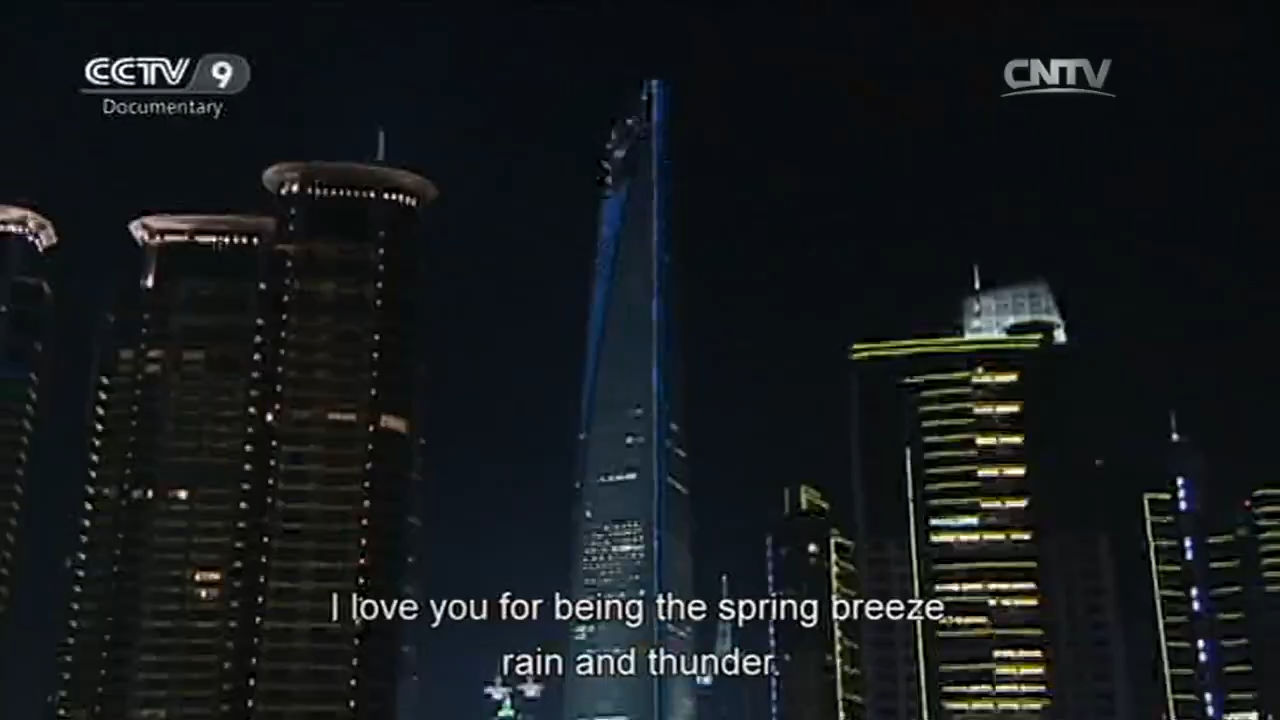 CCTV 9
CNTV
Documentary
I love you for being the spring breeze,
rain and thunder.